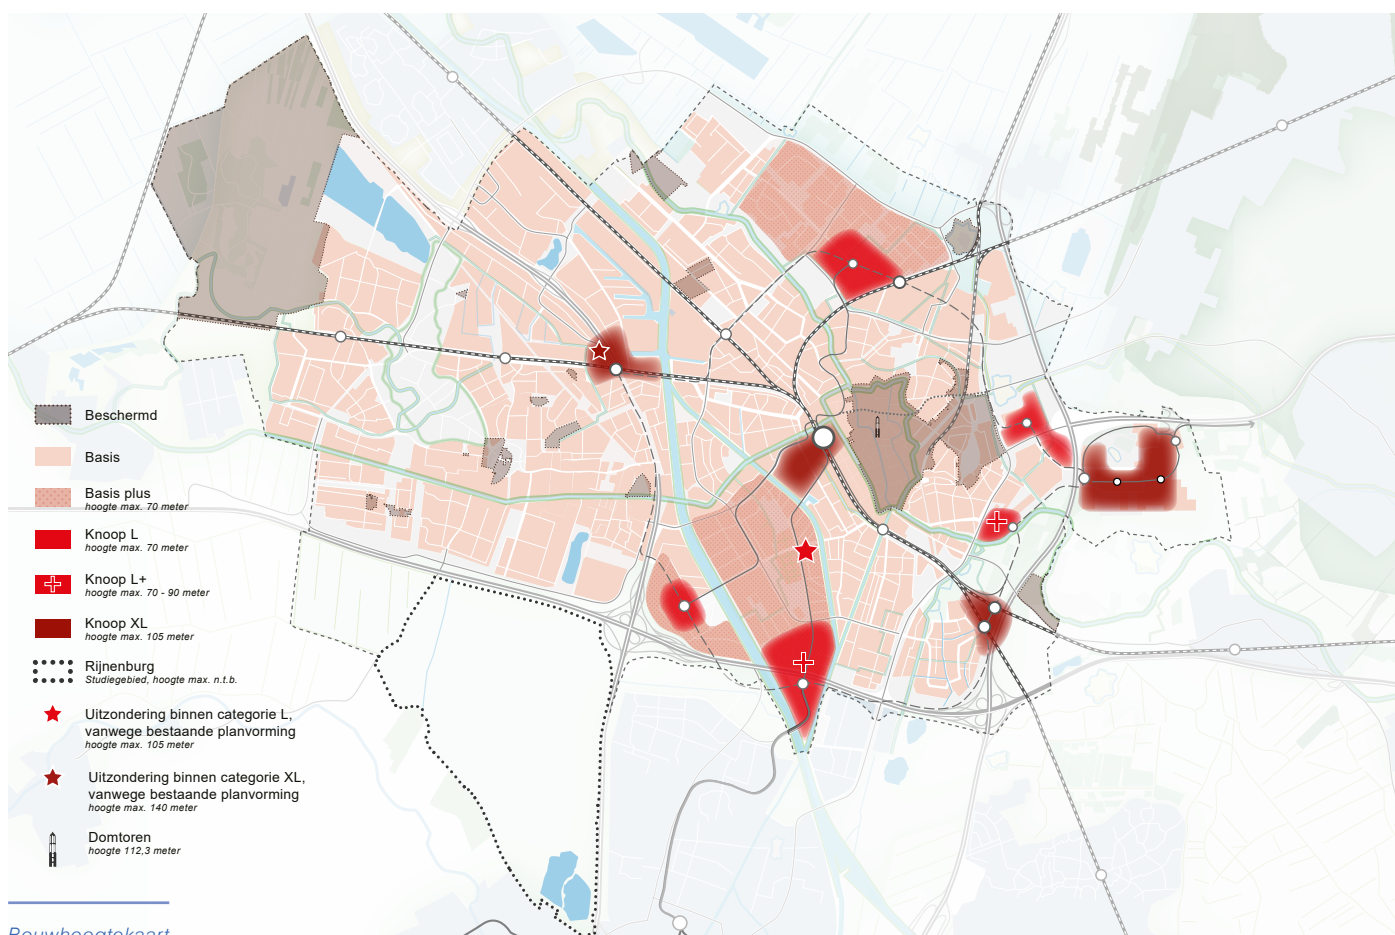 Beschermd
Basis
Basis plus
hoogte max. 70 meter
Knoop L
hoogte max. 70 meter
Knoop L+
hoogte max. 70 - 90 meter
Knoop XL
hoogte max. 105 meter
Rijnenburg
Studiegebied, hoogte max. n.t.b.
Uitzondering binnen categorie L,
vanwege bestaande planvorming
hoogte max. 105 meter
Uitzondering binnen categorie XL,
vanwege bestaande planvorming
hoogte max. 140 meter
Domtoren
hoogte 112,3 meter
Bouwhoogtekaart